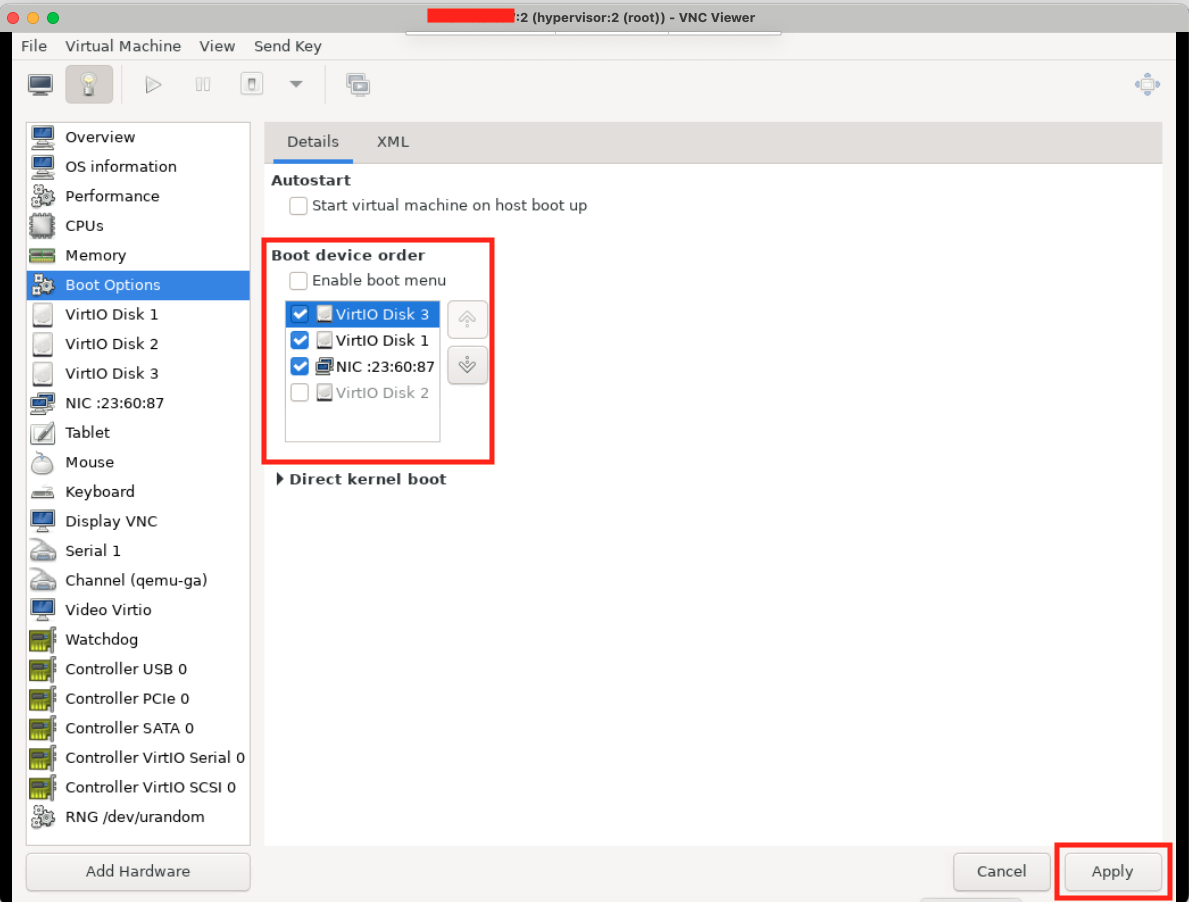 :2 (hypervisor:2 (root)) - VNC Viewer
File Virtual Machine View Send Key
Overview
OS information
Performance
CPUs
Memory
Boot Options
VirtIO Disk 1
VirtIO Disk 2
VirtIO Disk 3
NIC :23:60:87
Tablet
Mouse
Keyboard
Display VNC
Serial 1
Channel (qemu-ga)
Video Virtio
Watchdog
Controller USB 0
Controller PCIe 0
Controller SATA 0
Controller VirtIO Serial 0
Controller VirtIO SCSI 0
RNG /dev/urandom
Add Hardware
Details XML
Autostart
Start virtual machine on host boot up
Boot device order
Enable boot menu
VirtIO Disk 3
VirtIO Disk 1
NIC :23:60:87
VirtIO Disk 2
Direct kernel boot
Cancel Apply